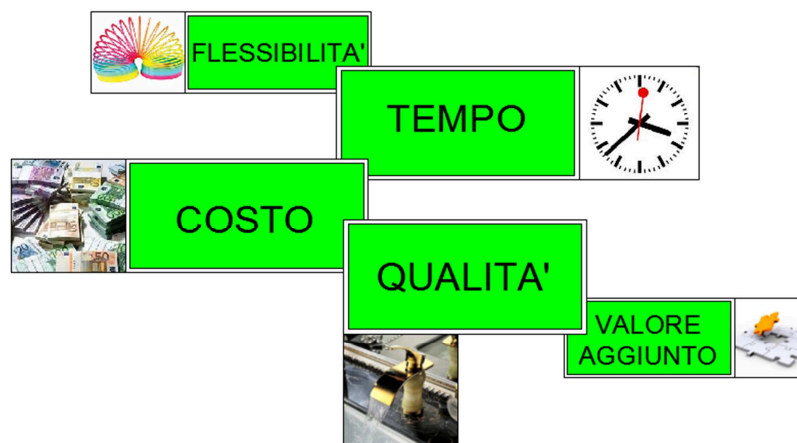 FLESSIBILITA'
TEMPO
COSTO
QUALITA'
VALORE
AGGIUNTO